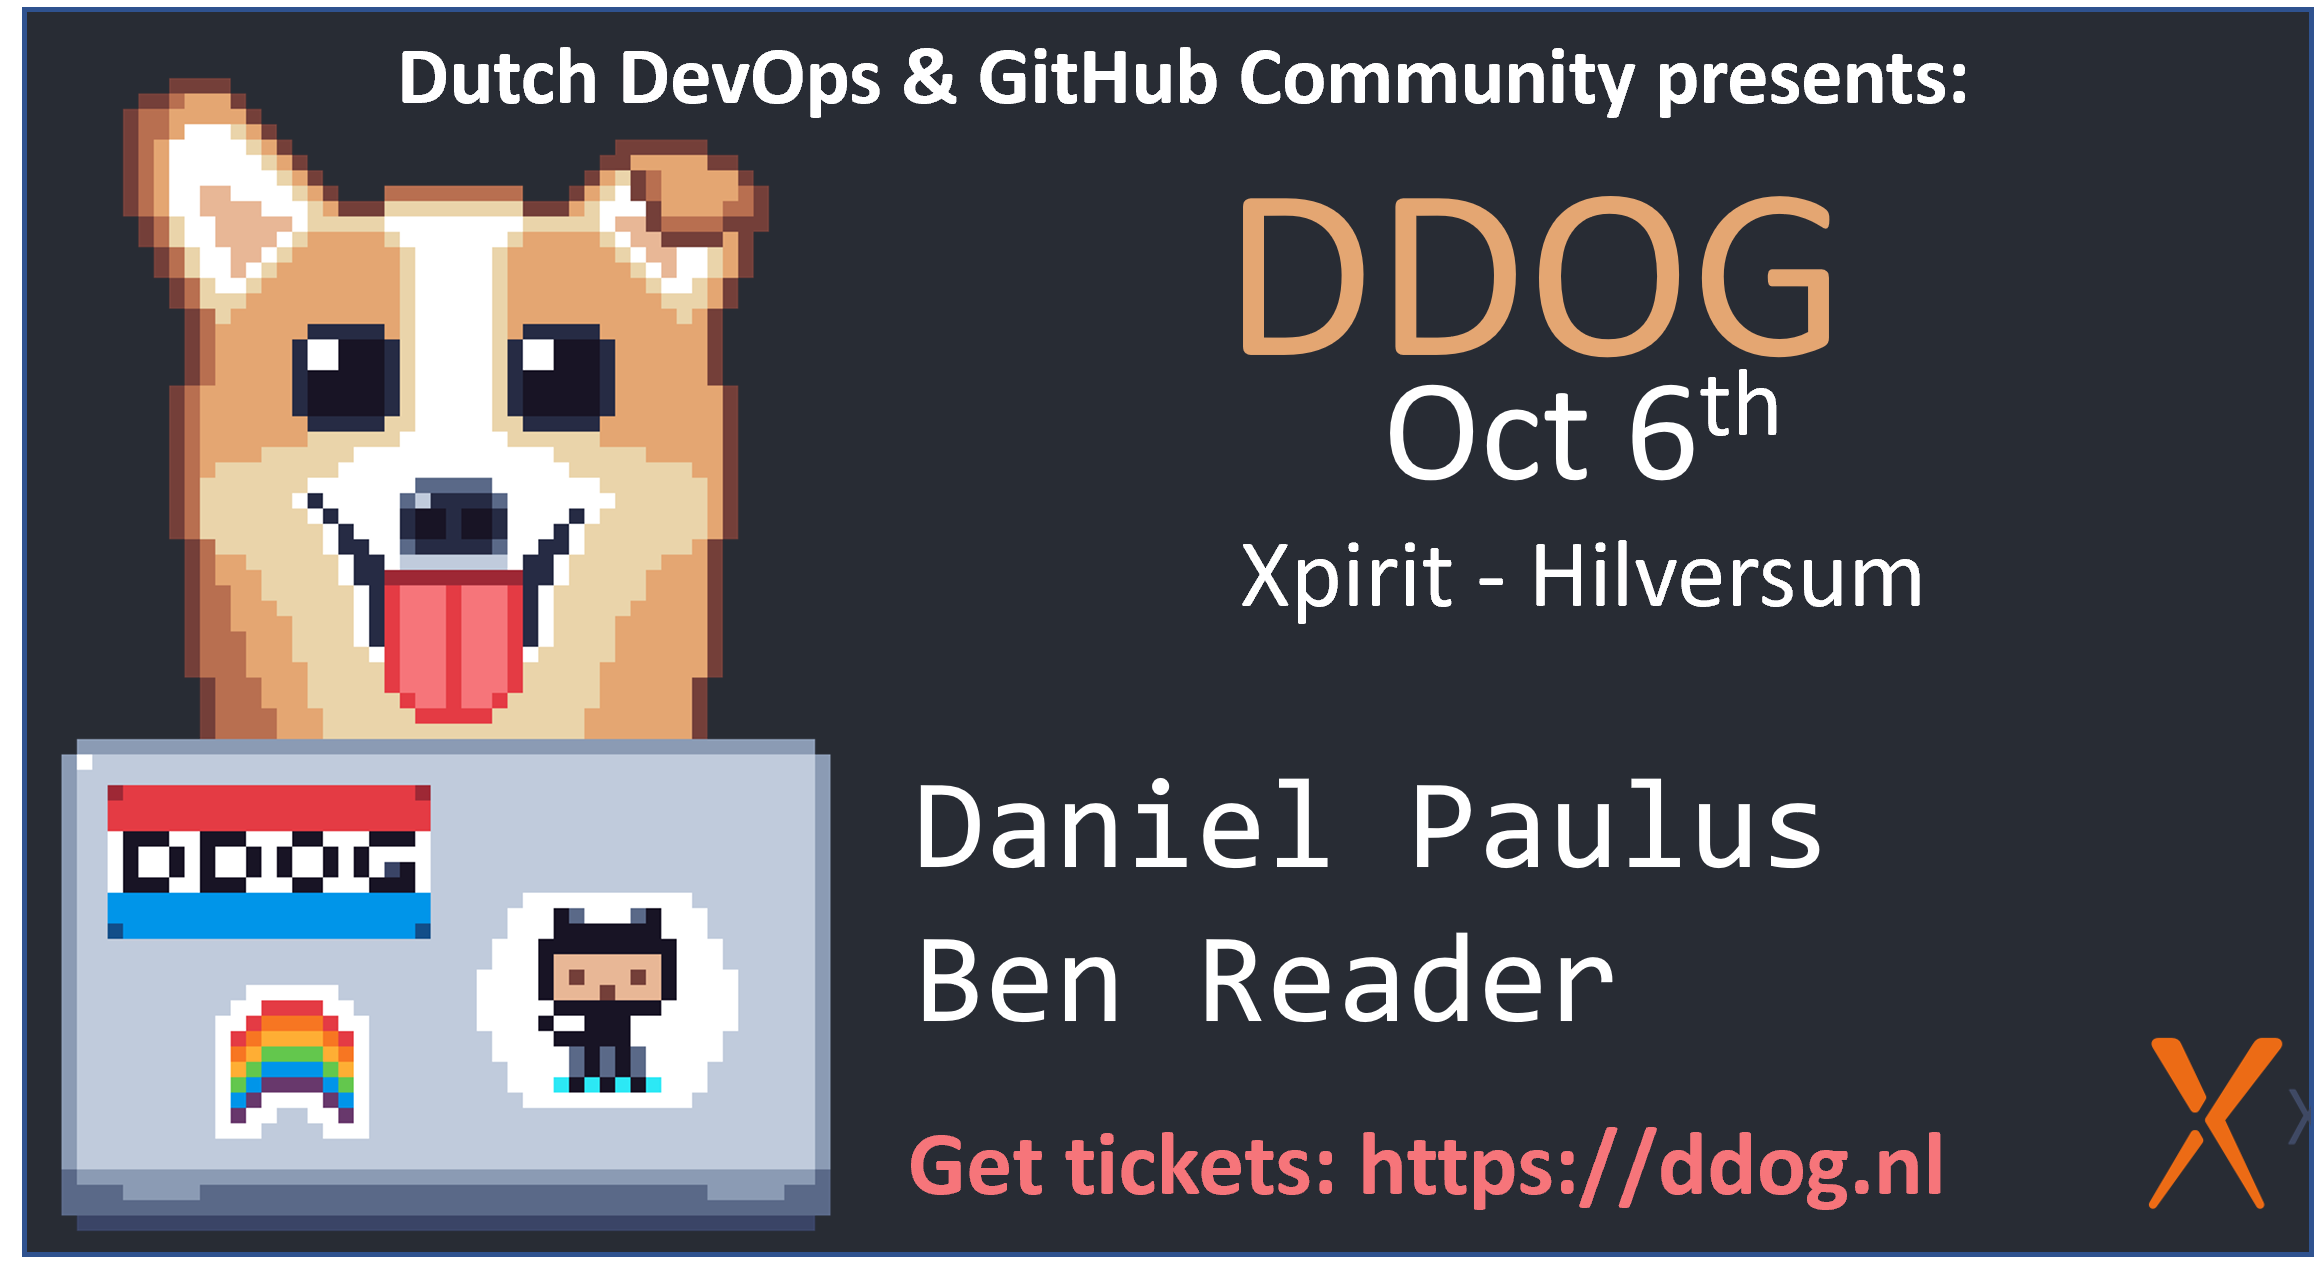 Dutch DevOps & GitHub Community presents:
DDOG
Oct 6th
Xpirit - Hilversum
Daniel Paulus
Ben Reader
Get tickets: https://ddog.nl
DDOG